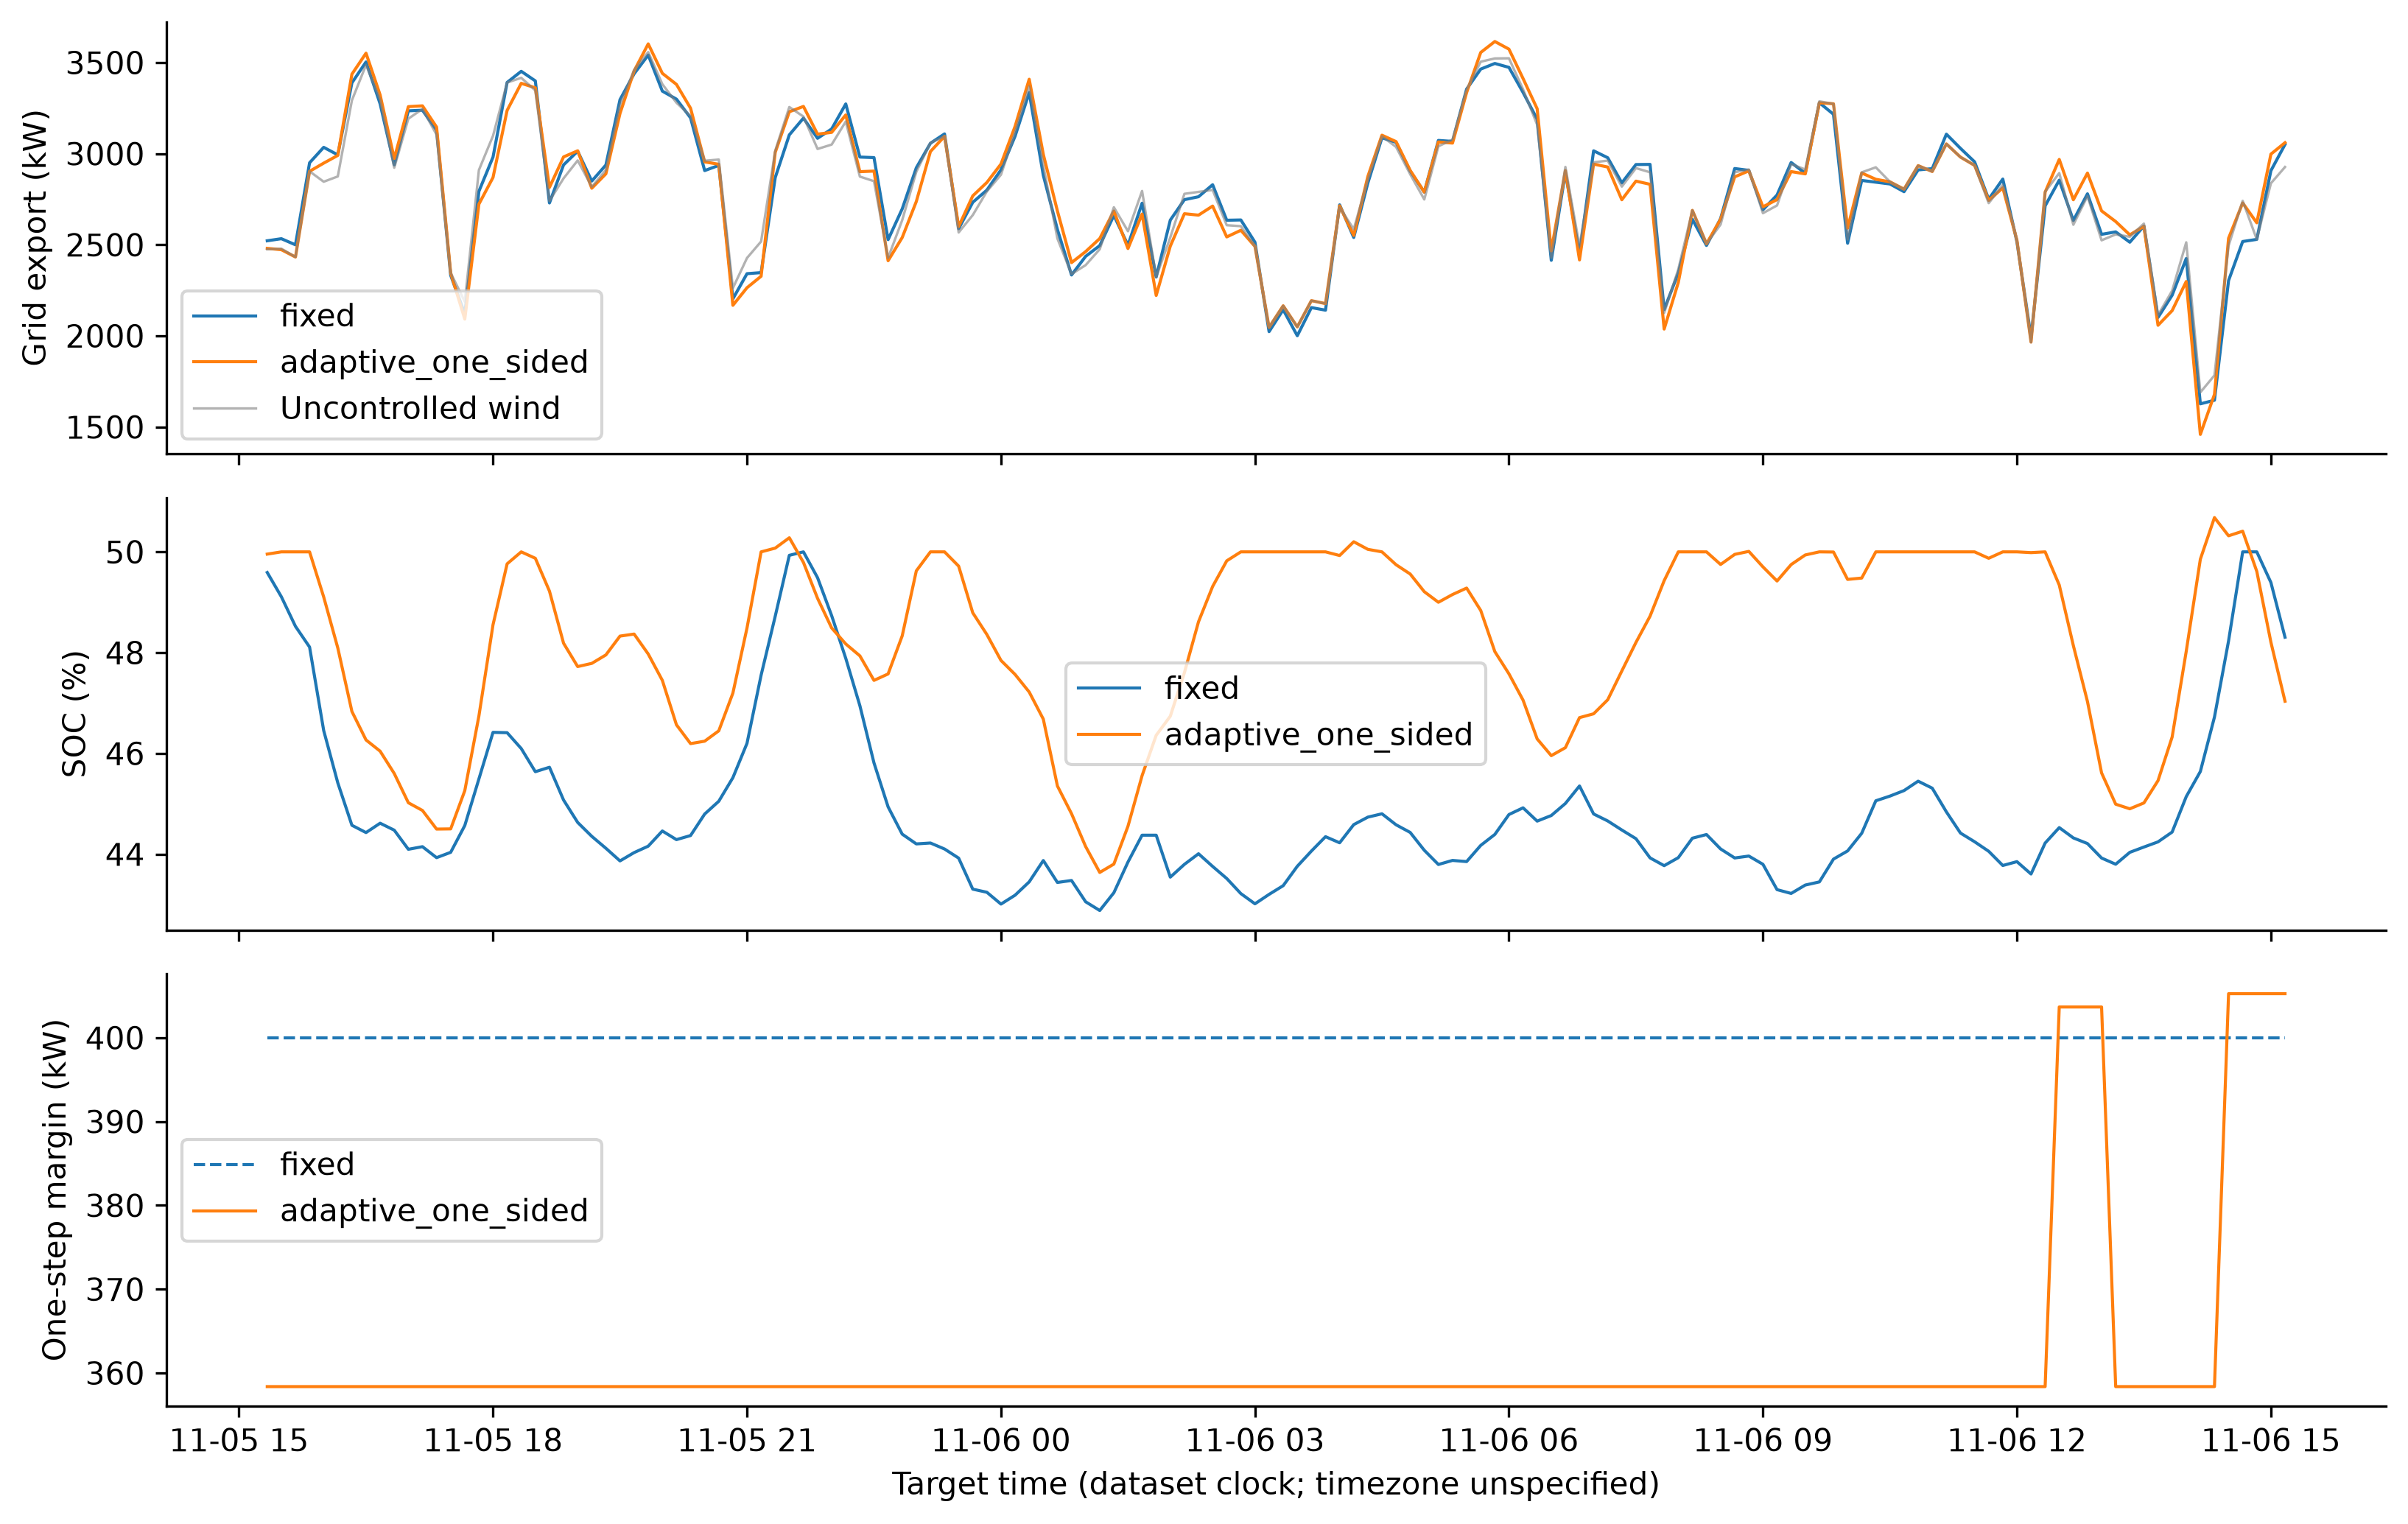 Grid export (kW)
3500
3000
2500
2000
1500
fixed
adaptive_one_sided
Uncontrolled wind
SOC (%)
50
48
46
44
fixed
adaptive_one_sided
One-step margin (kW)
400
390
380
370
360
fixed
adaptive_one_sided
11-05 15 11-05 18 11-05 21 11-06 00 11-06 03 11-06 06 11-06 09 11-06 12 11-06 15
Target time (dataset clock; timezone unspecified)